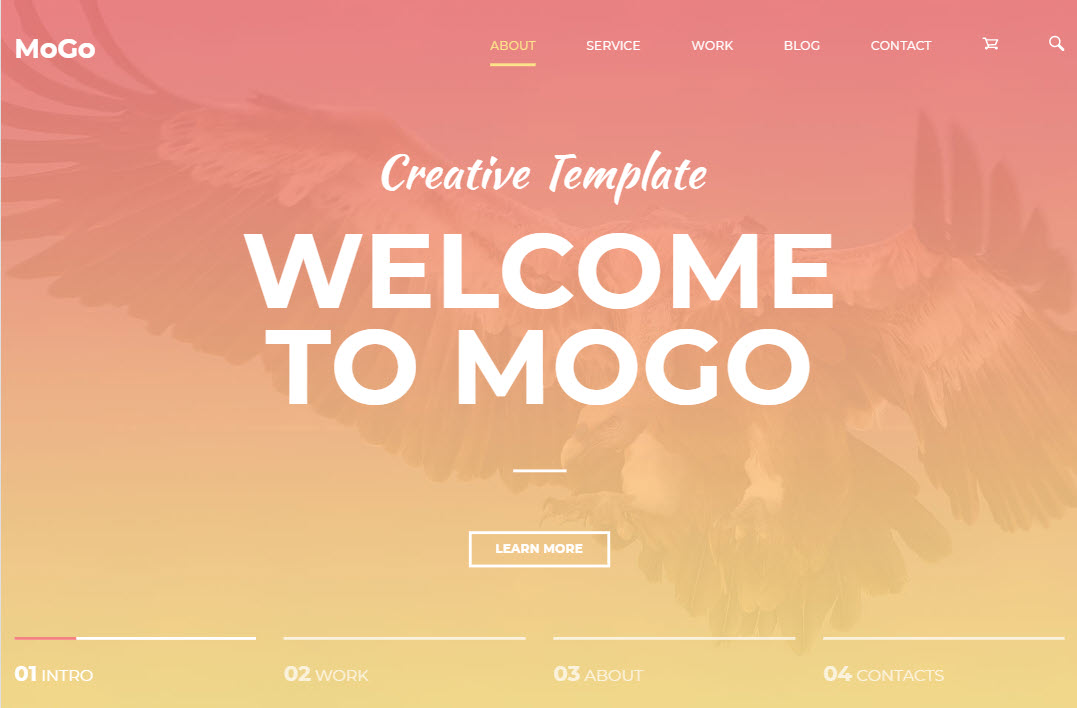 MoGo
ABOUT SERVICE WORK BLOG CONTACT
Creative Template
WELCOME
TO MOGO
LEARN MORE
01 INTRO 02 WORK 03 ABOUT 04 CONTACTS